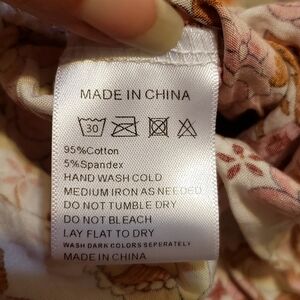 MADE IN CHINA
30
95%Cotton
5%Spandex
HAND WASH COLD
MEDIUM IRON AS NEEDED
DO NOT TUMBLE DRY
DO NOT BLEACH
LAY FLAT TO DRY
WASH DARK COLORS SEPERATELY
MADE IN CHINA